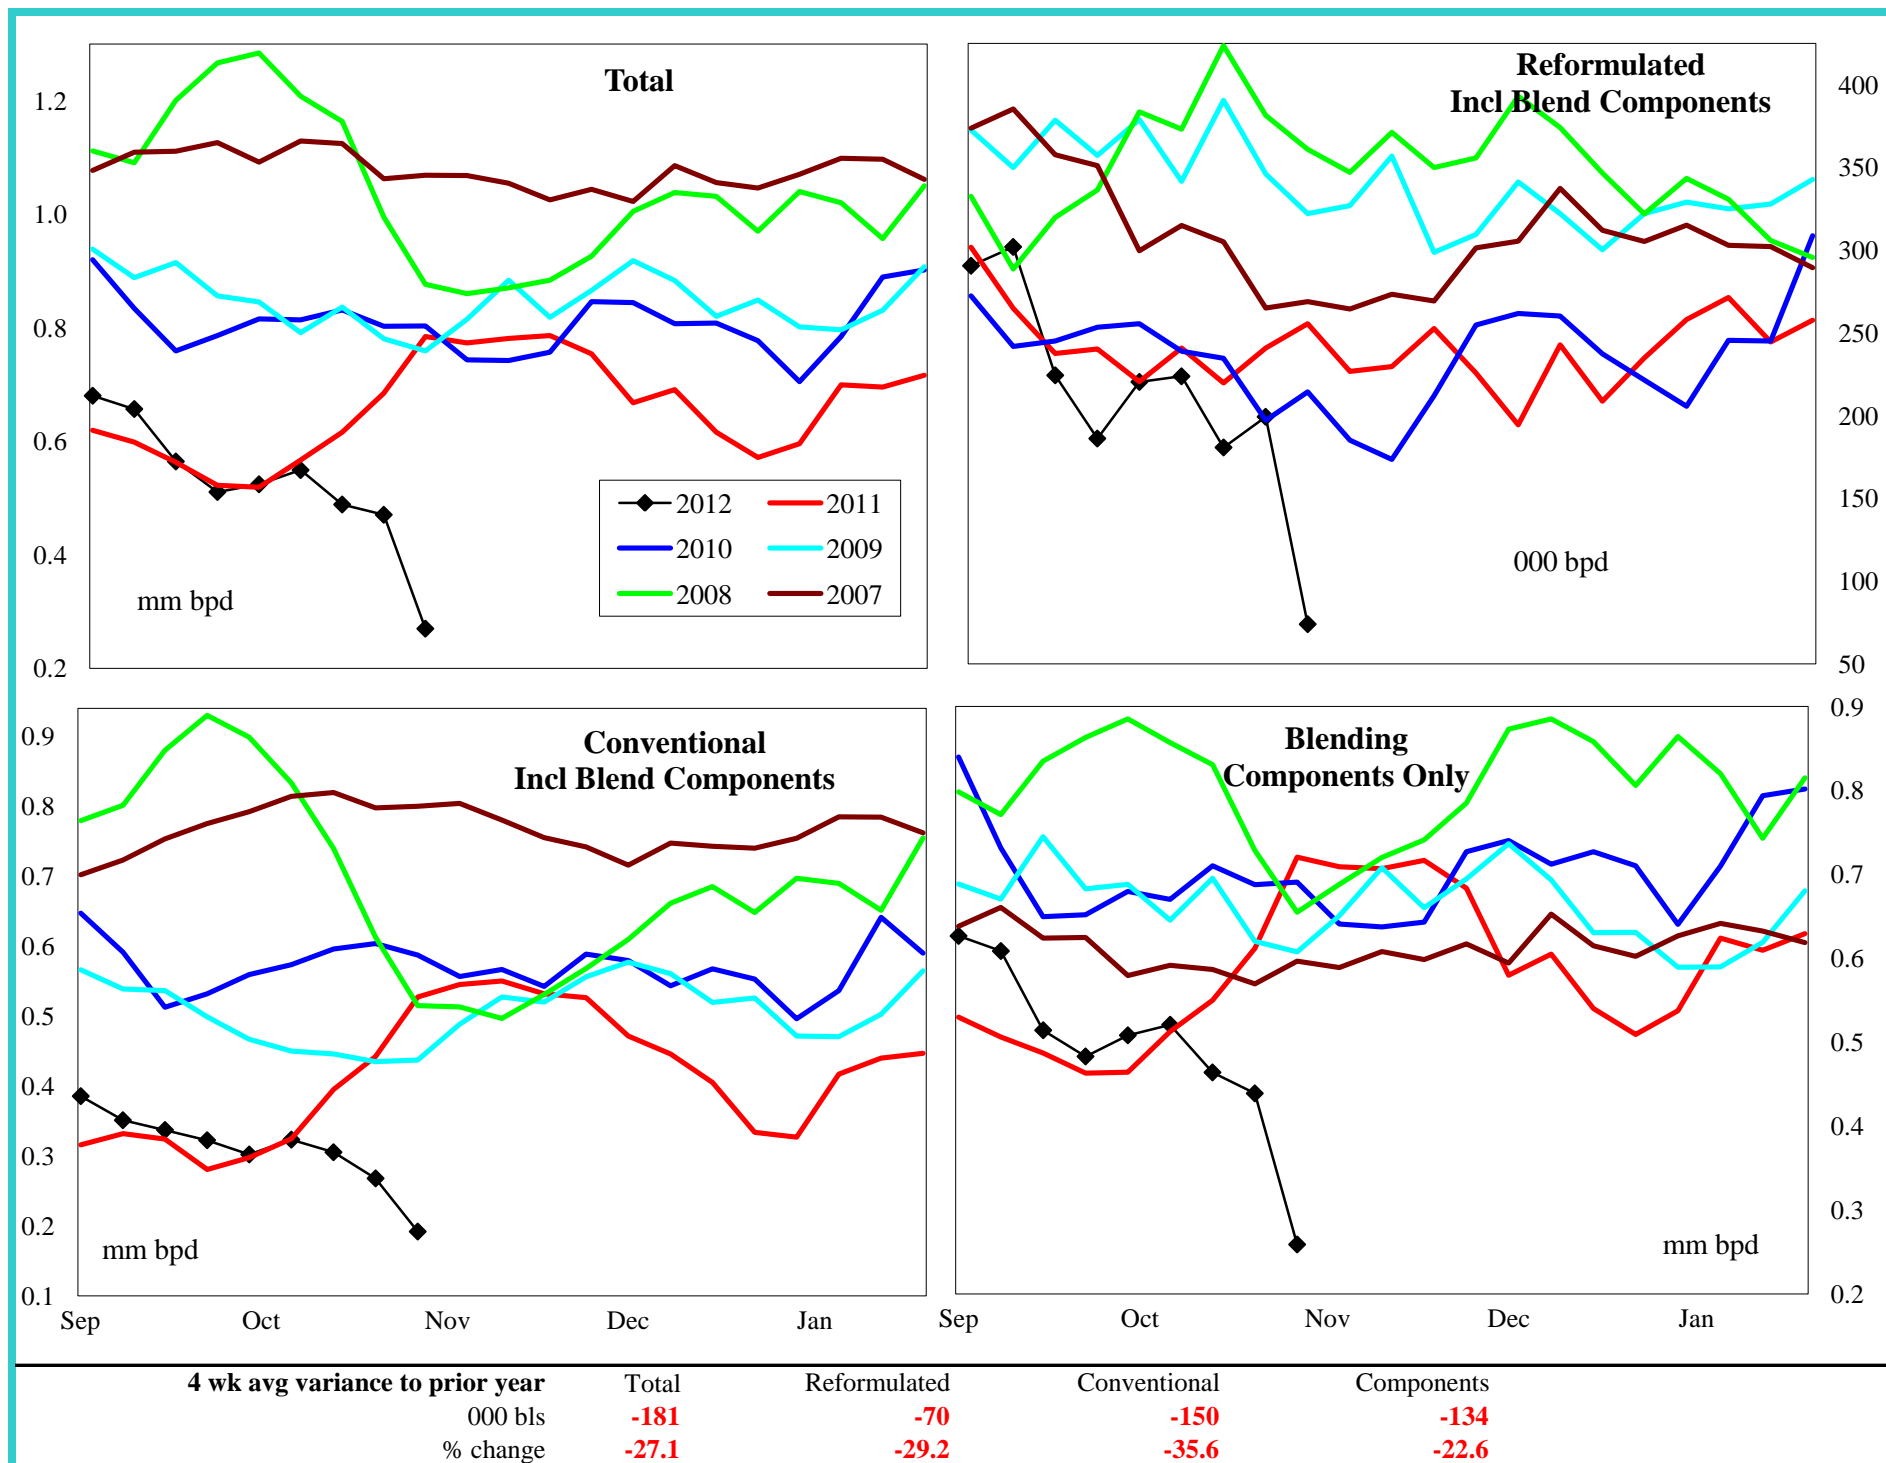 Total
1.2
1.0
0.8
0.6
0.4
0.2
mm bpd
2012 2011
2010 2009
2008 2007
Reformulated
Incl Blend Components
400
350
300
250
200
150
100
50
000 bpd
Conventional
Incl Blend Components
0.9
0.8
0.7
0.6
0.5
0.4
0.3
0.2
0.1
mm bpd
Sep Oct Nov Dec Jan
Blending
Components Only
0.9
0.8
0.7
0.6
0.5
0.4
0.3
0.2
mm bpd
Sep Oct Nov Dec Jan
4 wk avg variance to prior year Total Reformulated Conventional Components
000 bls -181 -70 -150 -134
% change -27.1 -29.2 -35.6 -22.6